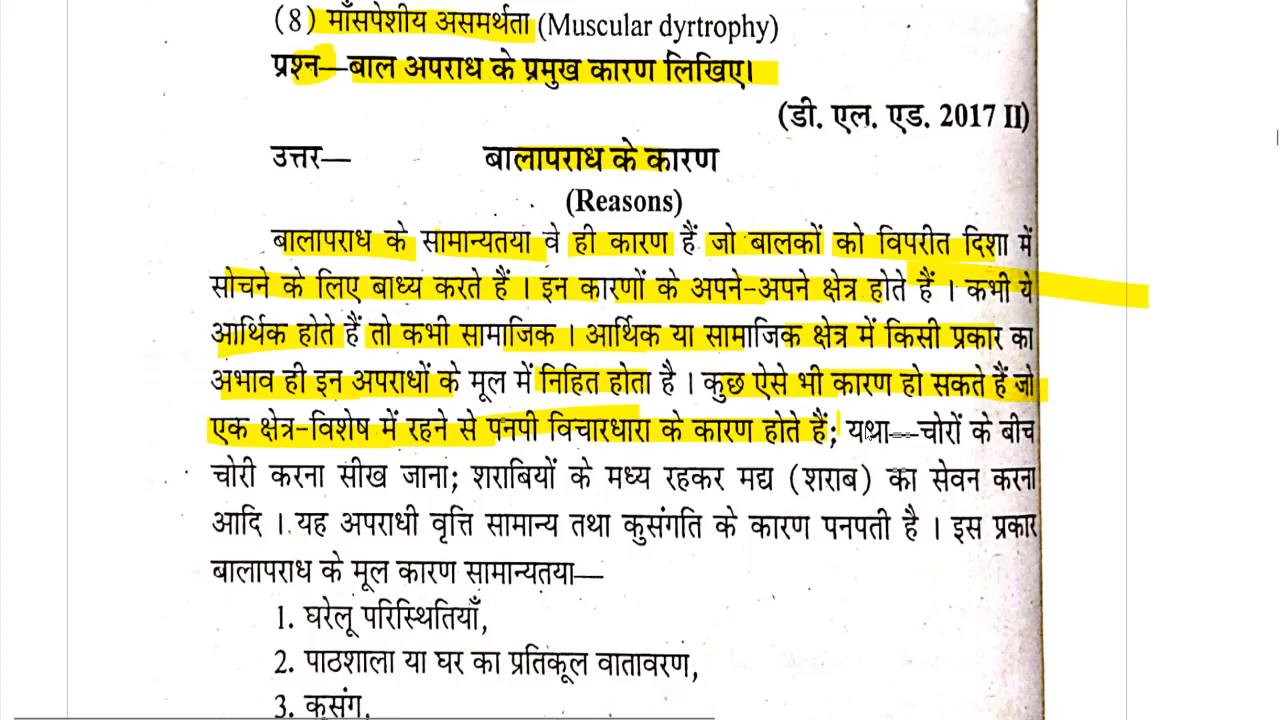 (8) माँसपेशीय असमर्थता (Muscular dyrtrophy)
प्रश्न—बाल अपराध के प्रमुख कारण लिखिए।
(डी. एल. एड. 2017 II)
उत्तर— बालापराध के कारण
(Reasons)
बालापराध के सामान्यतया वे ही कारण हैं जो बालकों को विपरीत दिशा में
सोचने के लिए बाध्य करते हैं । इन कारणों के अपने-अपने क्षेत्र होते हैं । कभी ये
आर्थिक होते हैं तो कभी सामाजिक । आर्थिक या सामाजिक क्षेत्र में किसी प्रकार का
अभाव ही इन अपराधों के मूल में निहित होता है । कुछ ऐसे भी कारण हो सकते हैं जो
एक क्षेत्र-विशेष में रहने से पनपी विचारधारा के कारण होते हैं; यथा—चोरों के बीच
चोरी करना सीख जाना; शराबियों के मध्य रहकर मद्य (शराब) का सेवन करना
आदि । यह अपराधी वृत्ति सामान्य तथा कुसंगति के कारण पनपती है । इस प्रकार
बालापराध के मूल कारण सामान्यतया—
1. घरेलू परिस्थितियाँ,
2. पाठशाला या घर का प्रतिकूल वातावरण,
3. कुसंग,